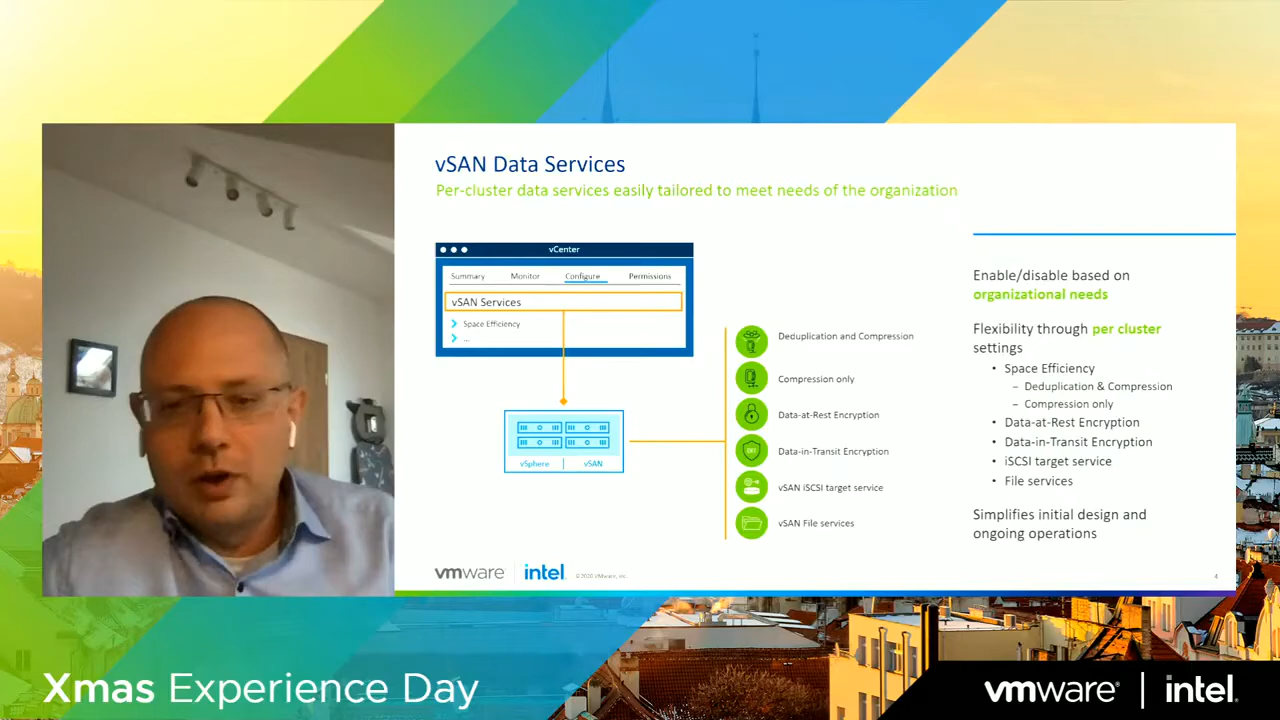 vSAN Data Services
Per-cluster data services easily tailored to meet needs of the organization
vCenter
Summary Monitor Configure Permissions
vSAN Services
Space Efficiency
...
vSphere vSAN
Deduplication and Compression
Compression only
Data-at-Rest Encryption
Data-in-Transit Encryption
vSAN iSCSI target service
vSAN File services
Enable/disable based on
organizational needs
Flexibility through per cluster
settings
• Space Efficiency
– Deduplication & Compression
– Compression only
• Data-at-Rest Encryption
• Data-in-Transit Encryption
• iSCSI target service
• File services
Simplifies initial design and
ongoing operations
vmware intel
© 2020 VMware, Inc.
4
Xmas Experience Day
vmware® intel.